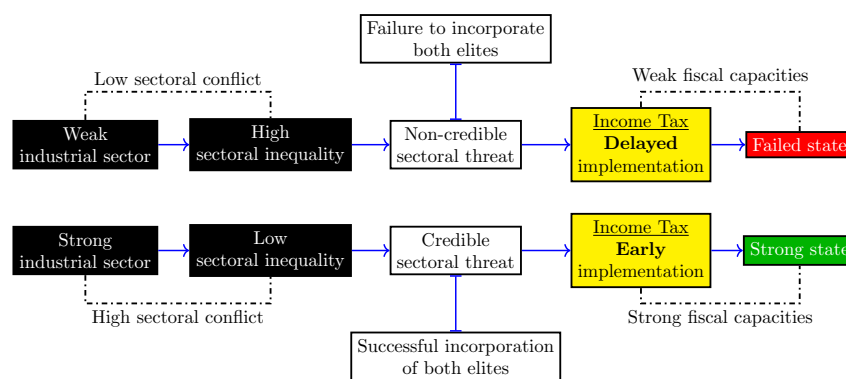 Failure to incorporate
both elites
Low sectoral conflict
Weak fiscal capacities
Weak
industrial sector
High
sectoral inequality
Non-credible
sectoral threat
Income Tax
Delayed
implementation
Failed state
Strong
industrial sector
Low
sectoral inequality
Credible
sectoral threat
Income Tax
Early
implementation
Strong state
High sectoral conflict
Strong fiscal capacities
Successful incorporation
of both elites